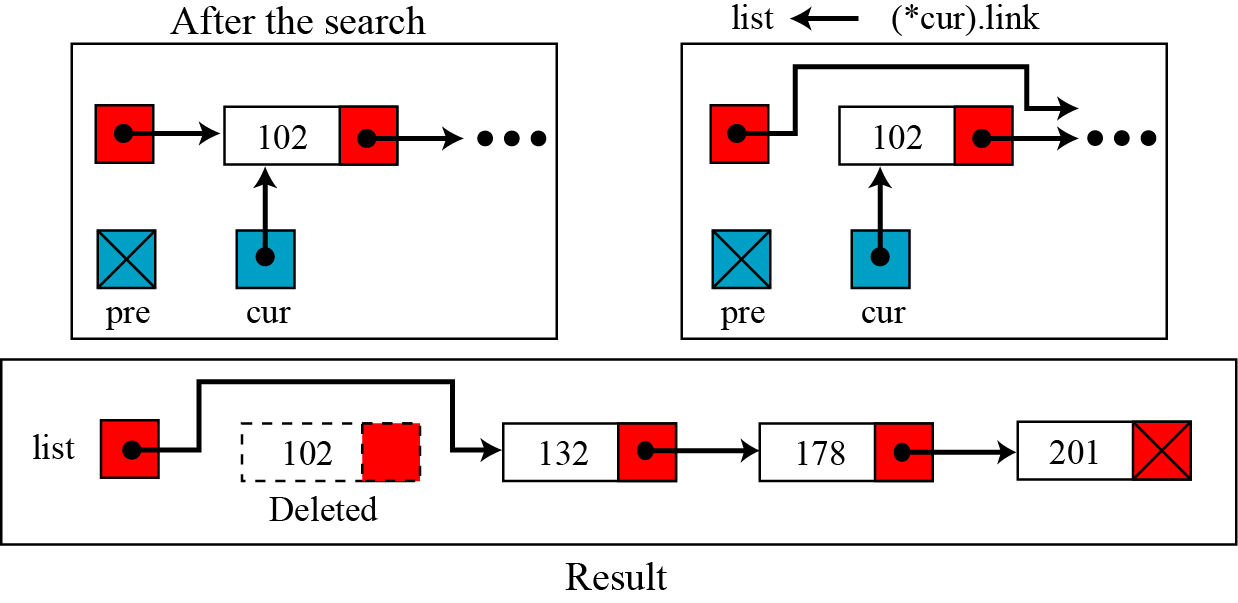 After the search
list (*cur).link
102
102
pre cur
pre cur
list 102 132 178 201
Deleted
Result